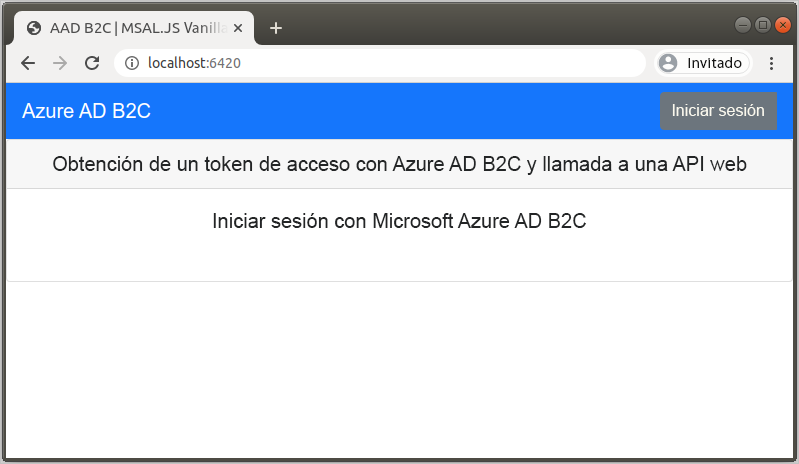 AAD B2C | MSAL.JS Vanilla
localhost:6420
Invitado
Azure AD B2C
Iniciar sesión
Obtención de un token de acceso con Azure AD B2C y llamada a una API web
Iniciar sesión con Microsoft Azure AD B2C